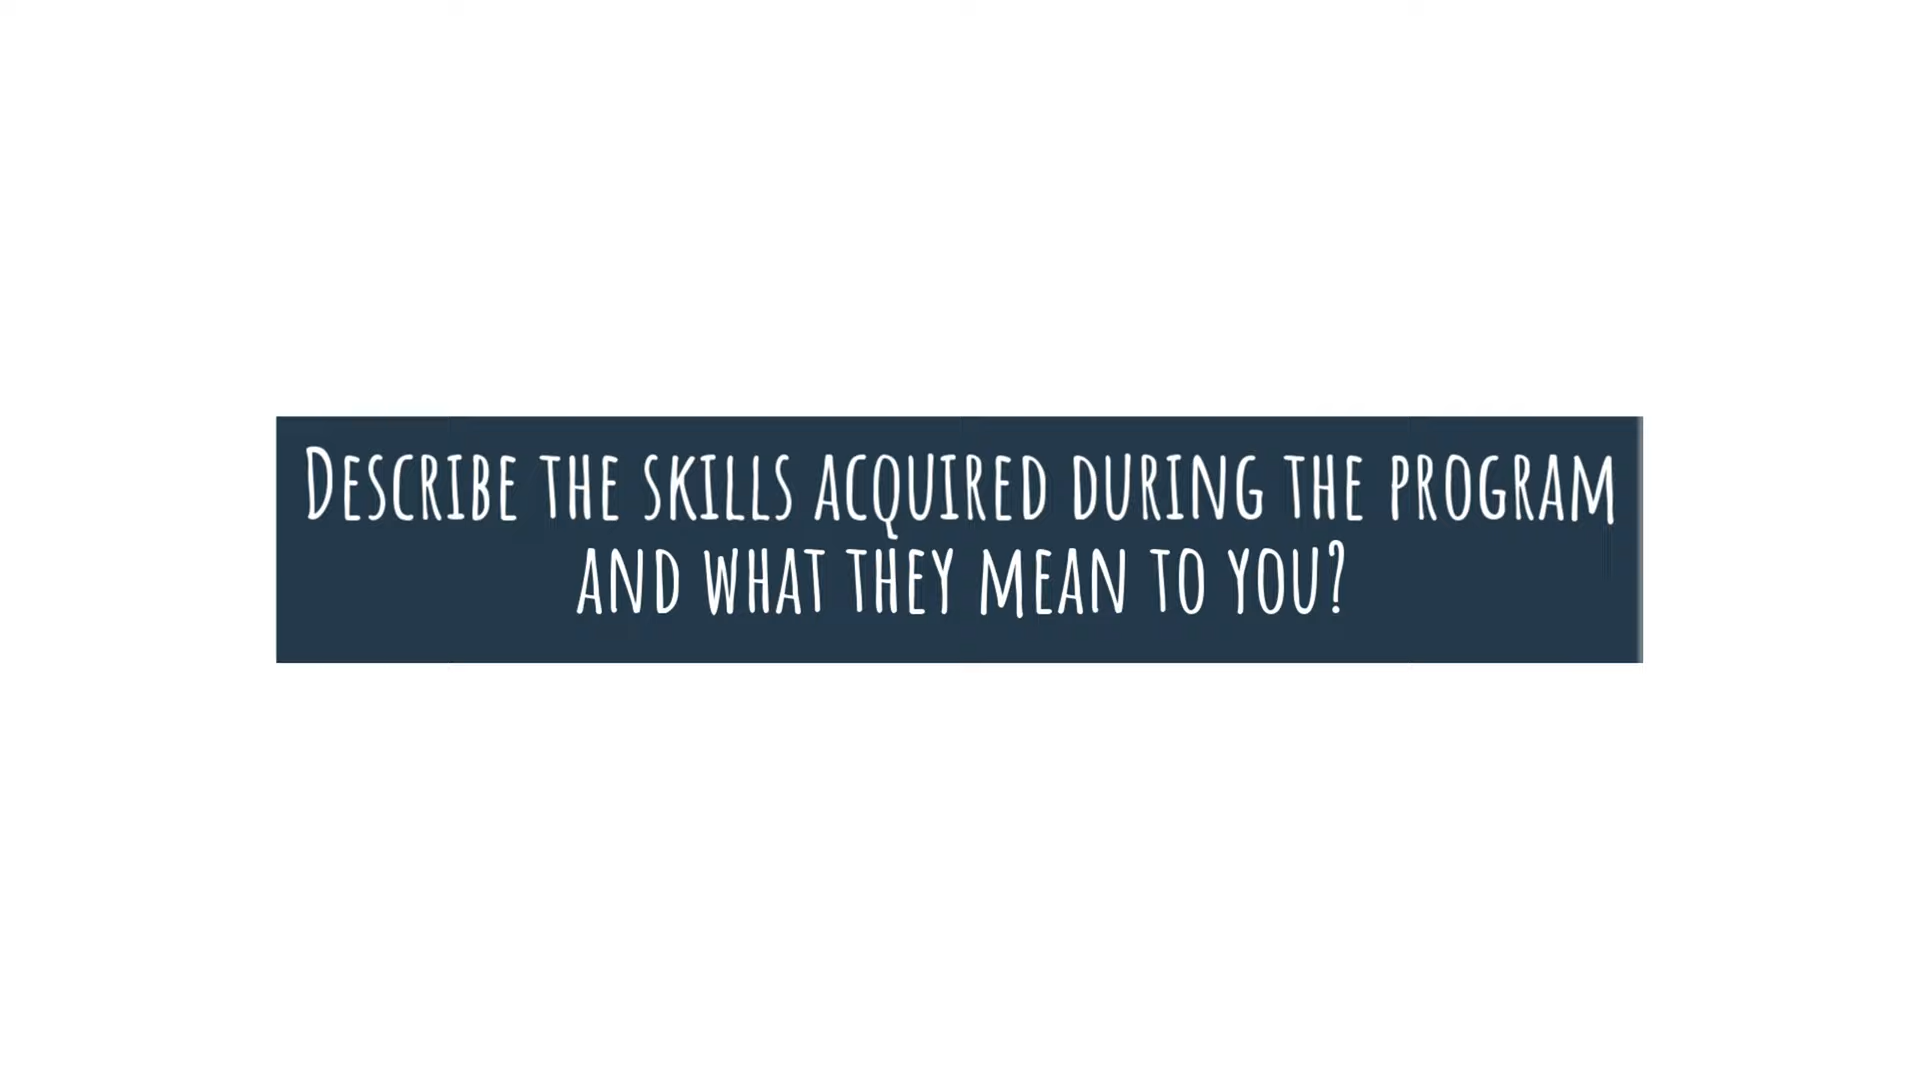 Describe the skills acquired during the program
and what they mean to you?